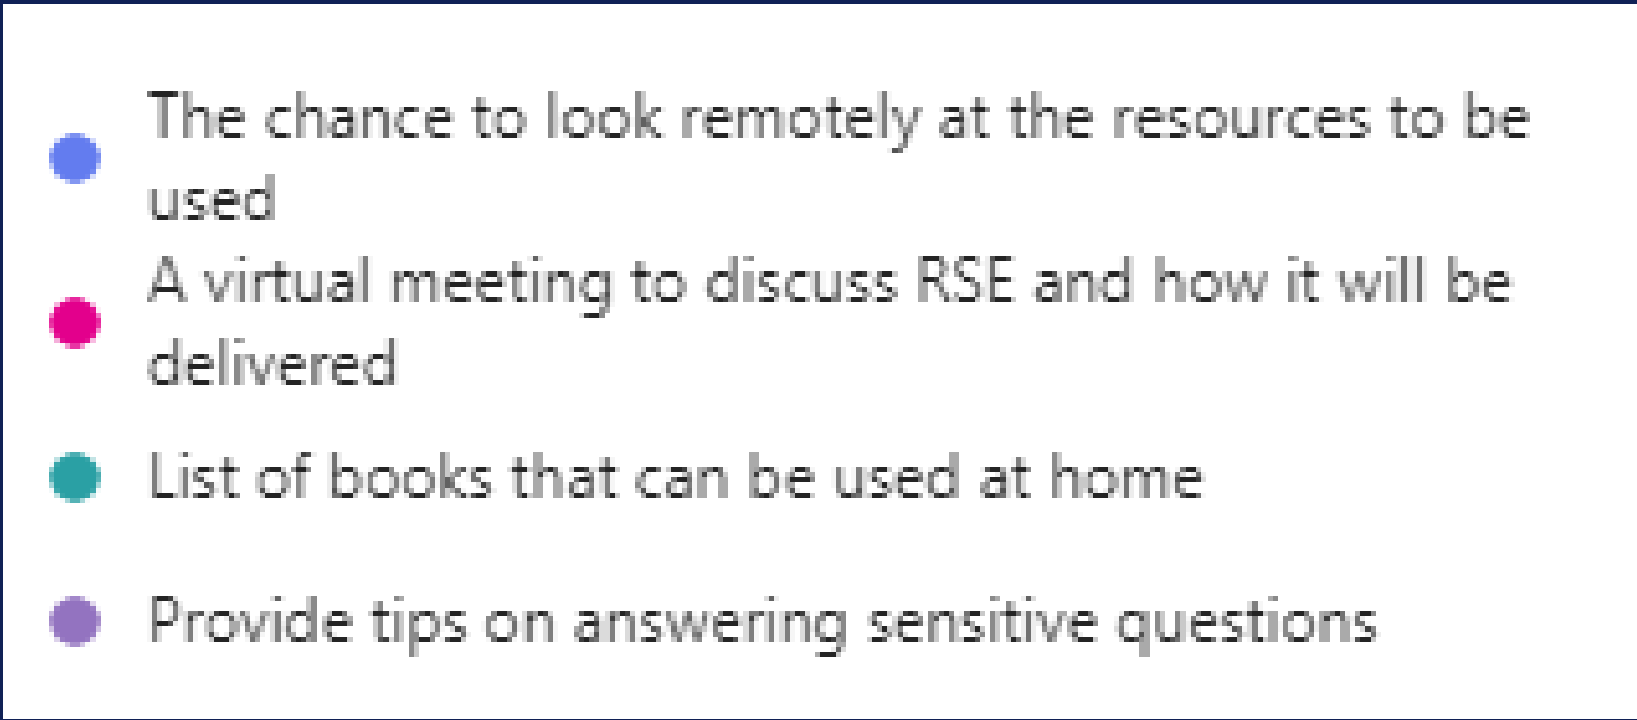 The chance to look remotely at the resources to be
used
A virtual meeting to discuss RSE and how it will be
delivered
List of books that can be used at home
Provide tips on answering sensitive questions